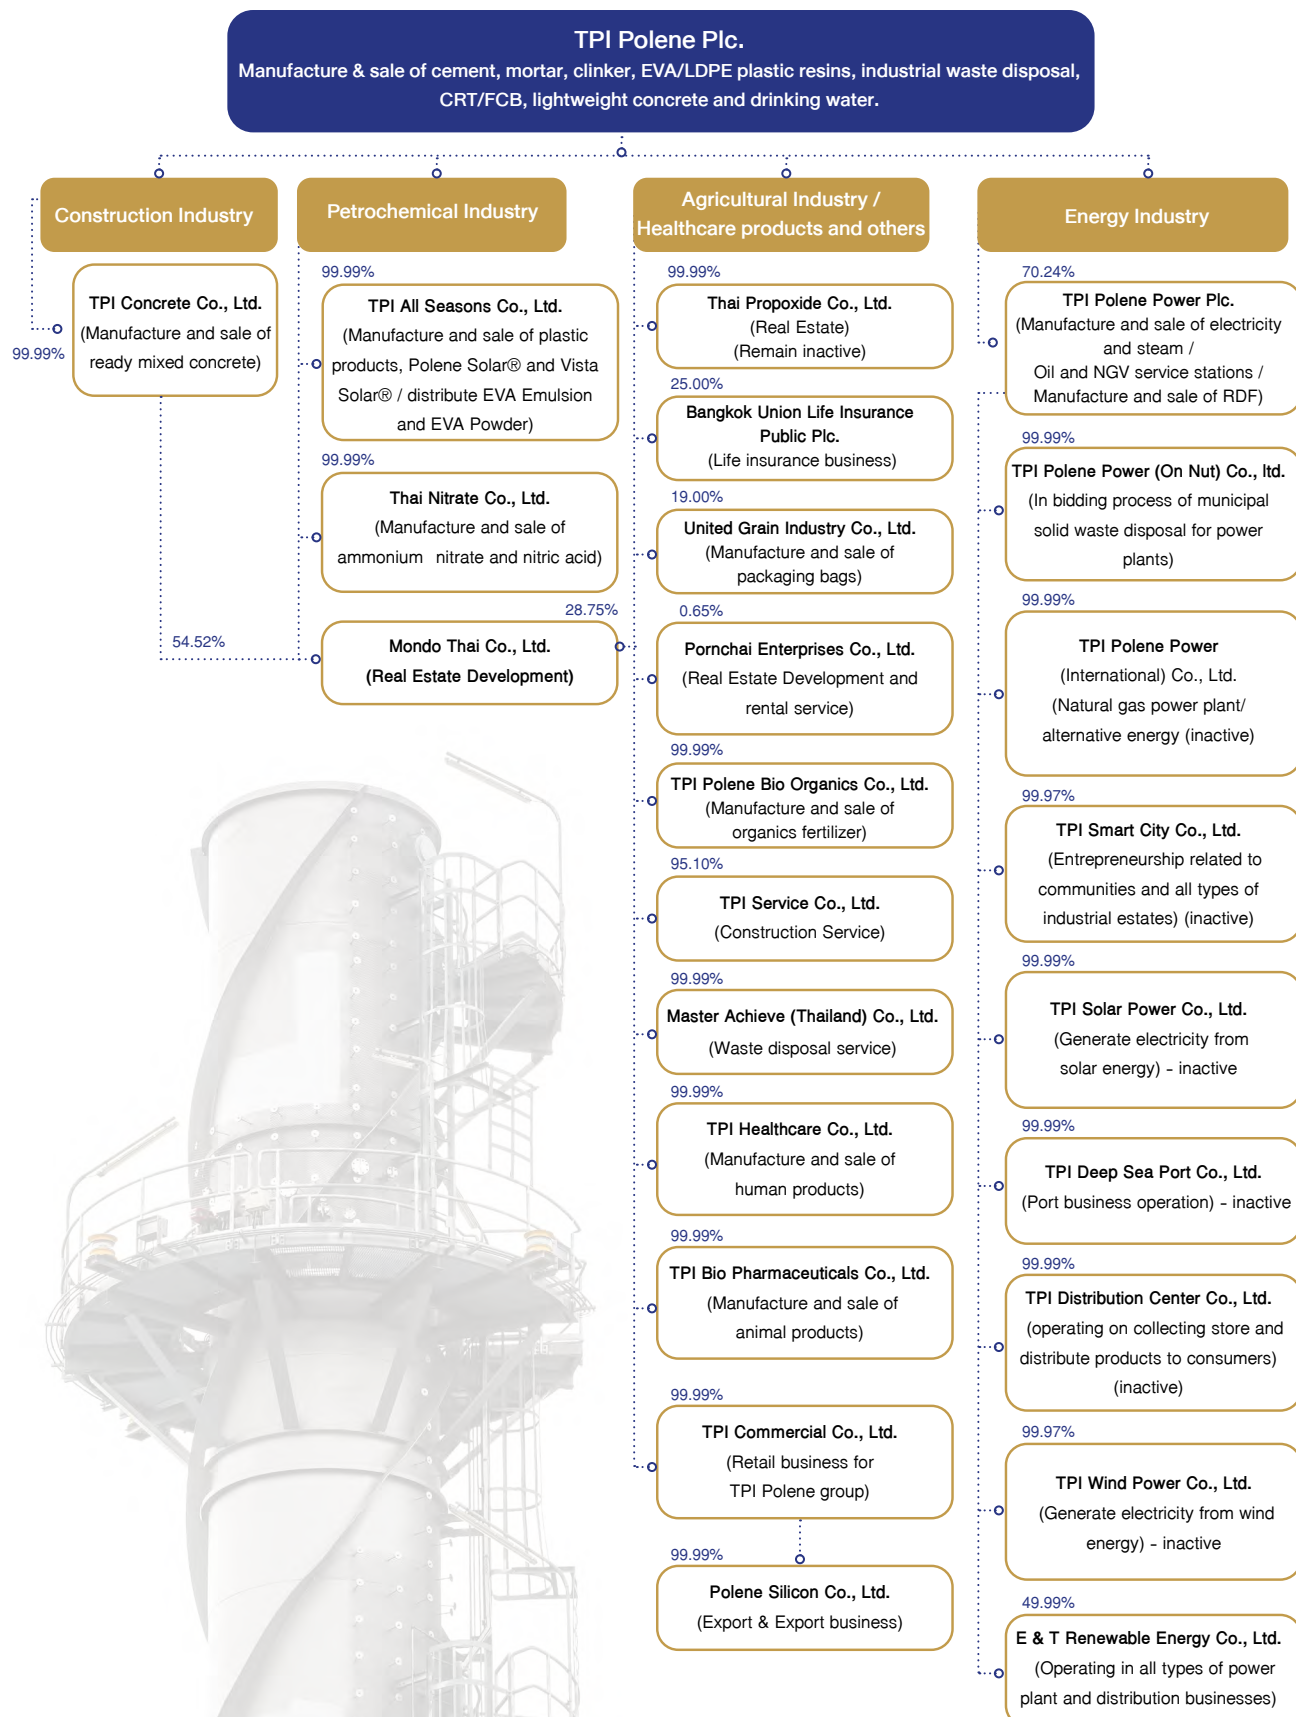 TPI Polene Plc.
Manufacture & sale of cement, mortar, clinker, EVA/LDPE plastic resins, industrial waste disposal,
CRT/FCB, lightweight concrete and drinking water.
Construction Industry
99.99%
TPI Concrete Co., Ltd.
(Manufacture and sale of
ready mixed concrete)
54.52%
Petrochemical Industry
99.99%
TPI All Seasons Co., Ltd.
(Manufacture and sale of plastic
products, Polene Solar® and Vista
Solar® / distribute EVA Emulsion
and EVA Powder)
99.99%
Thai Nitrate Co., Ltd.
(Manufacture and sale of
ammonium nitrate and nitric acid)
28.75%
Mondo Thai Co., Ltd.
(Real Estate Development)
Agricultural Industry /
Healthcare products and others
99.99%
Thai Propoxide Co., Ltd.
(Real Estate)
(Remain inactive)
25.00%
Bangkok Union Life Insurance
Public Plc.
(Life insurance business)
19.00%
United Grain Industry Co., Ltd.
(Manufacture and sale of
packaging bags)
0.65%
Pornchai Enterprises Co., Ltd.
(Real Estate Development and
rental service)
99.99%
TPI Polene Bio Organics Co., Ltd.
(Manufacture and sale of
organics fertilizer)
95.10%
TPI Service Co., Ltd.
(Construction Service)
99.99%
Master Achieve (Thailand) Co., Ltd.
(Waste disposal service)
99.99%
TPI Healthcare Co., Ltd.
(Manufacture and sale of
human products)
99.99%
TPI Bio Pharmaceuticals Co., Ltd.
(Manufacture and sale of
animal products)
99.99%
TPI Commercial Co., Ltd.
(Retail business for
TPI Polene group)
99.99%
Polene Silicon Co., Ltd.
(Export & Export business)
Energy Industry
70.24%
TPI Polene Power Plc.
(Manufacture and sale of electricity
and steam /
Oil and NGV service stations /
Manufacture and sale of RDF)
99.99%
TPI Polene Power (On Nut) Co., ltd.
(In bidding process of municipal
solid waste disposal for power
plants)
99.99%
TPI Polene Power
(International) Co., Ltd.
(Natural gas power plant/
alternative energy (inactive)
99.97%
TPI Smart City Co., Ltd.
(Entrepreneurship related to
communities and all types of
industrial estates) (inactive)
99.99%
TPI Solar Power Co., Ltd.
(Generate electricity from
solar energy) - inactive
99.99%
TPI Deep Sea Port Co., Ltd.
(Port business operation) - inactive
99.99%
TPI Distribution Center Co., Ltd.
(operating on collecting store and
distribute products to consumers)
(inactive)
99.97%
TPI Wind Power Co., Ltd.
(Generate electricity from wind
energy) - inactive
49.99%
E & T Renewable Energy Co., Ltd.
(Operating in all types of power
plant and distribution businesses)